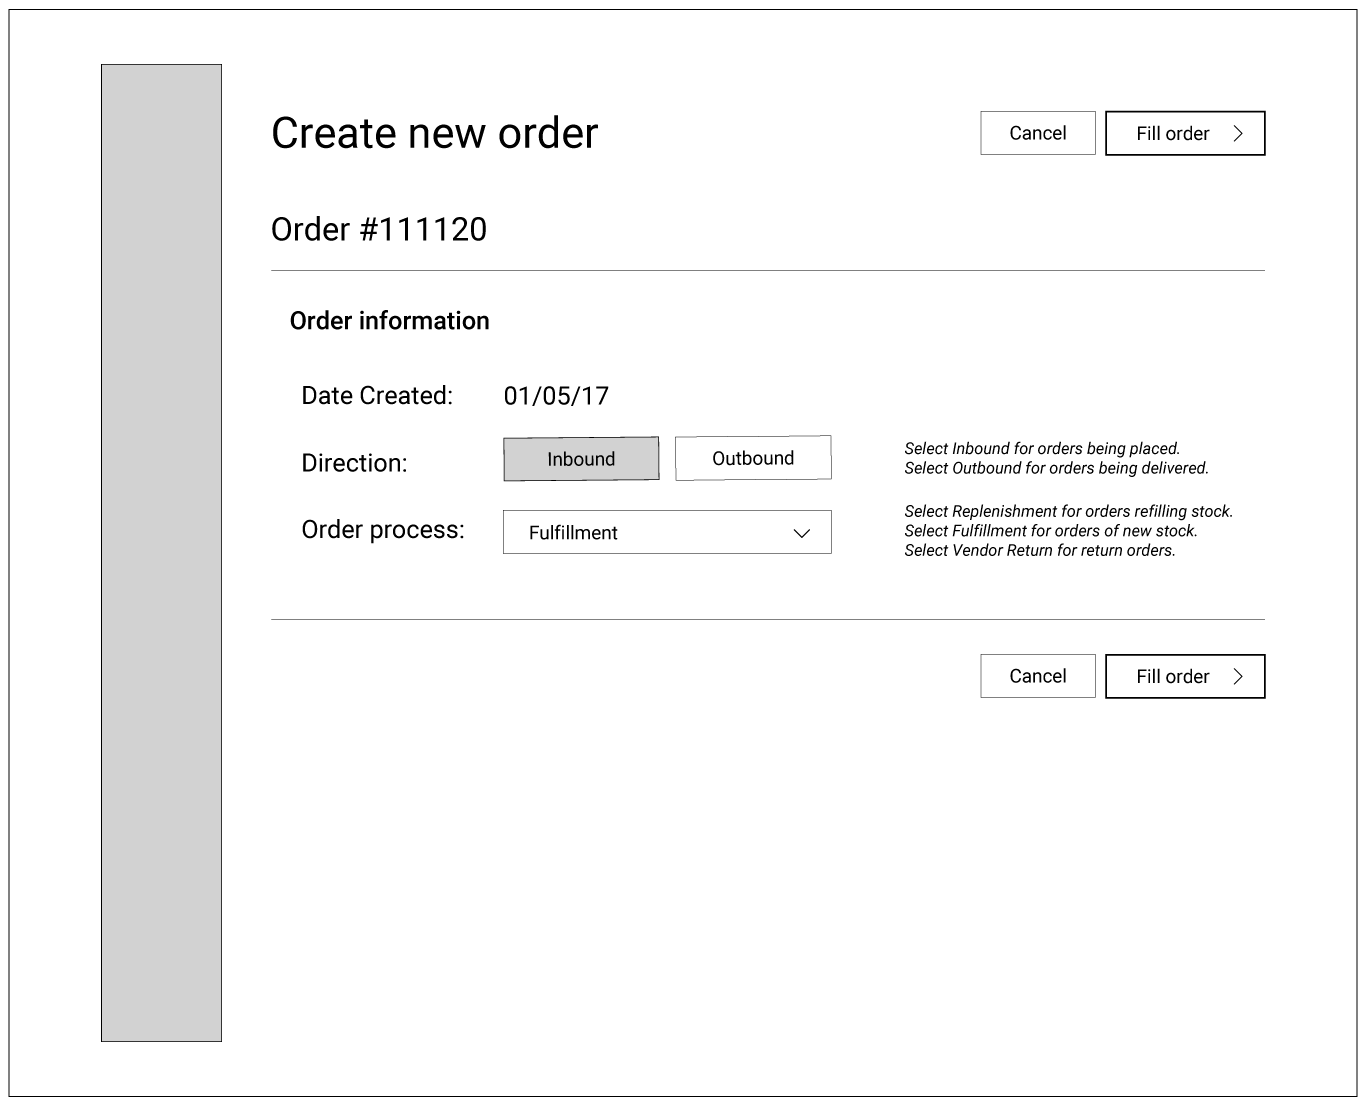 Create new order
Cancel
Fill order
Order #111120
Order information
Date Created: 01/05/17
Direction:
Inbound
Outbound
Select Inbound for orders being placed.
Select Outbound for orders being delivered.
Order process:
Fulfillment
Select Replenishment for orders refilling stock.
Select Fulfillment for orders of new stock.
Select Vendor Return for return orders.
Cancel
Fill order